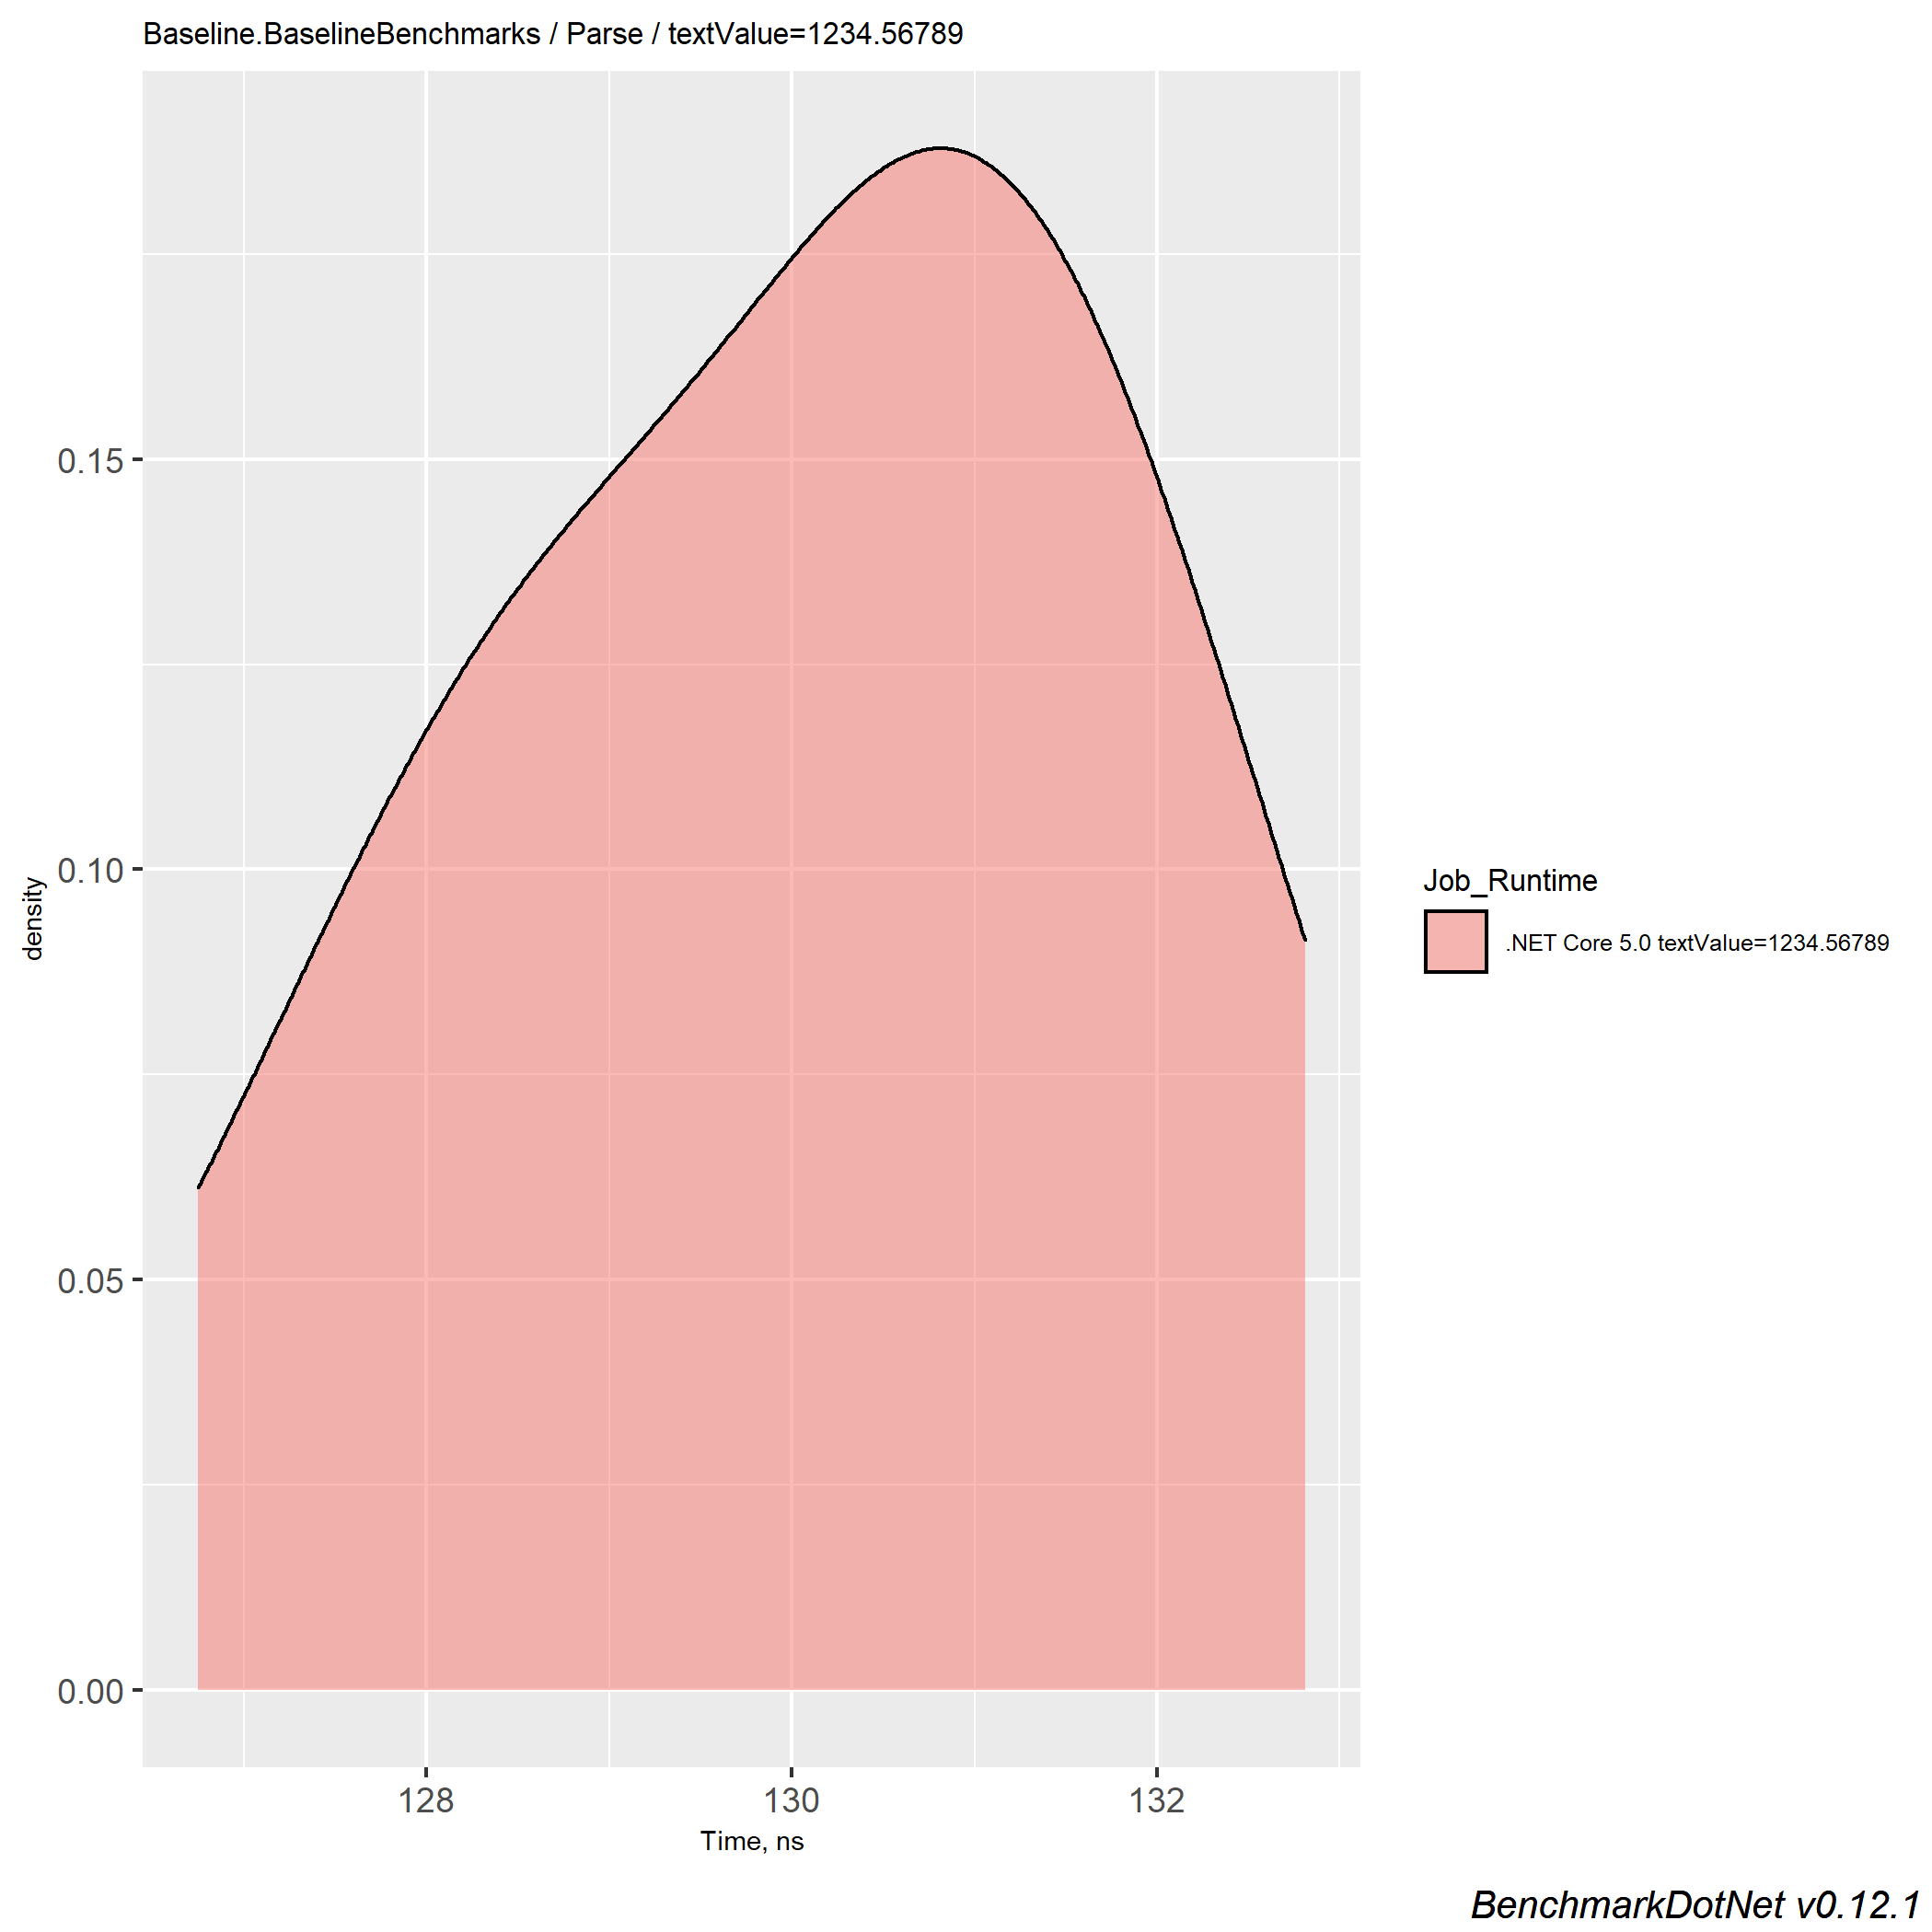 Baseline.BaselineBenchmarks / Parse / textValue=1234.56789
density
0.15
0.10
0.05
0.00
128
130
132
Time, ns
Job_Runtime
.NET Core 5.0 textValue=1234.56789
BenchmarkDotNet v0.12.1